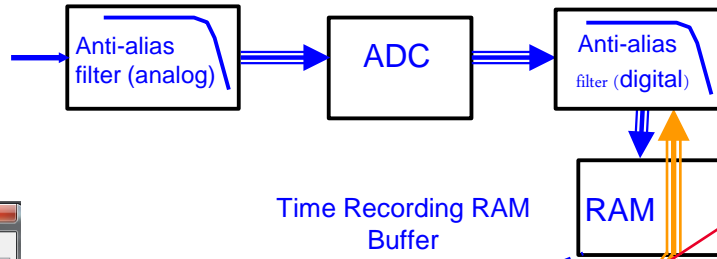 Anti-alias
filter (analog)
ADC
Anti-alias
filter (digital)
Time Recording RAM
Buffer
RAM